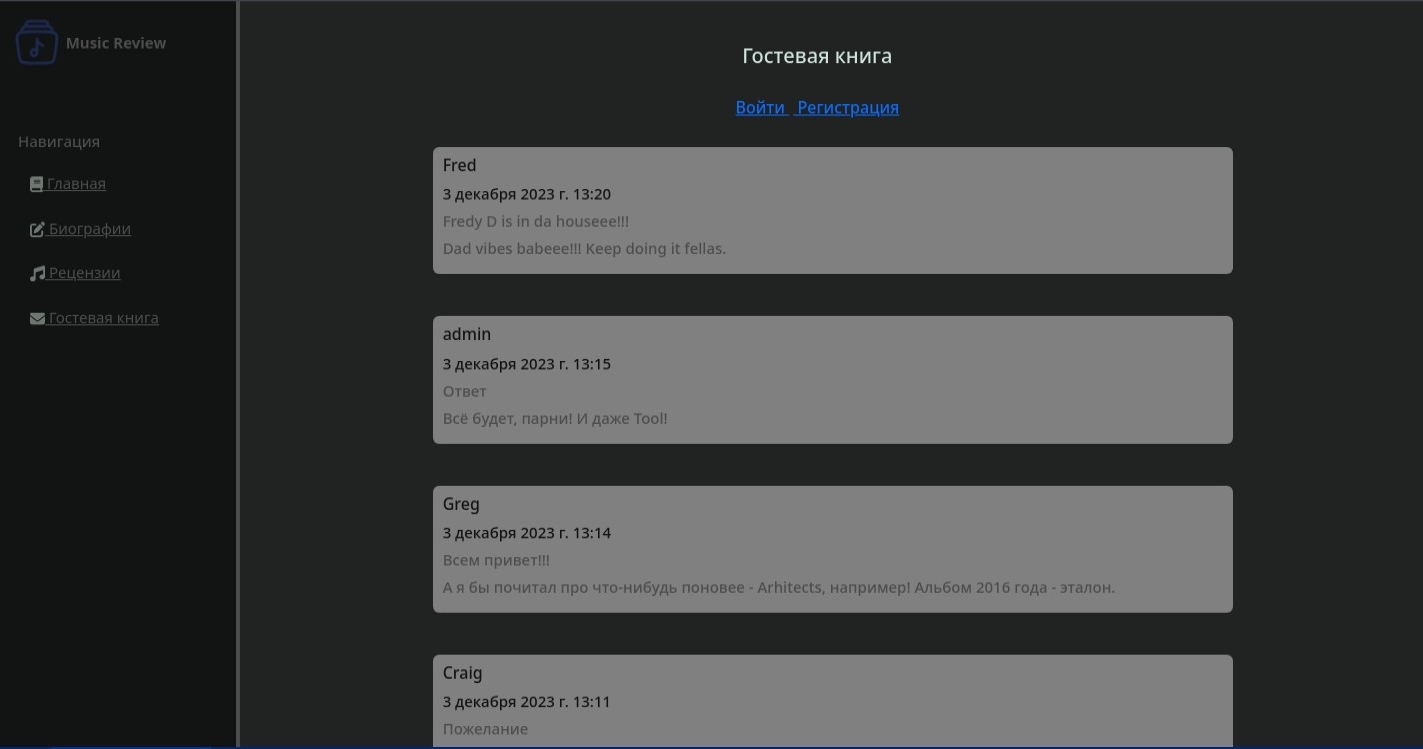 Music Review
Навигация
Главная
Биографии
Рецензии
Гостевая книга
Гостевая книга
Войти Регистрация
Fred
3 декабря 2023 г. 13:20
Fredy D is in da houseee!!!
Dad vibes babeee!!! Keep doing it fellas.
admin
3 декабря 2023 г. 13:15
Ответ
Всё будет, парни! И даже Tool!
Greg
3 декабря 2023 г. 13:14
Всем привет!!!
А я бы почитал про что-нибудь поновее - Arhitects, например! Альбом 2016 года - эталон.
Craig
3 декабря 2023 г. 13:11
Пожелание